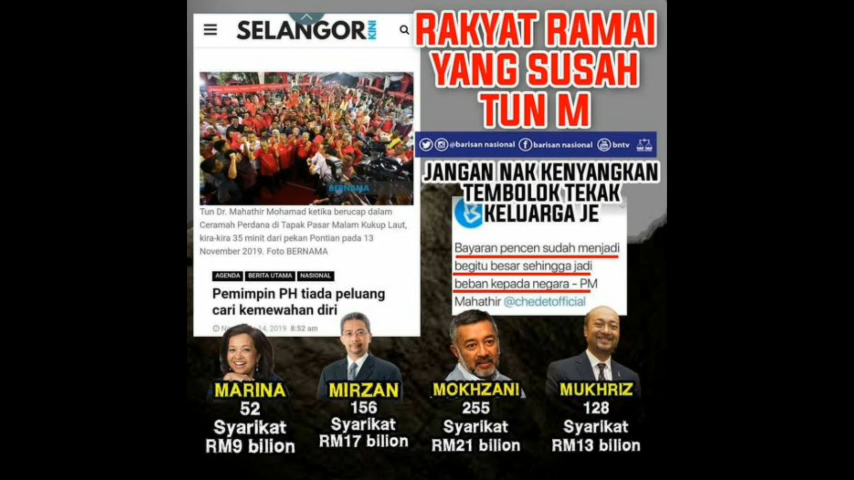 SELANGOR KINI
RAKYAT RAMAI
YANG SUSAH
TUN M
@barisan nasional barisan nasional bntv
BERNAMA
Tun Dr. Mahathir Mohamad ketika berucap dalam
Ceramah Perdana di Tapak Pasar Malam Kukup Laut,
kira-kira 35 minit dari pekan Pontian pada 13
November 2019. Foto BERNAMA
AGENDA BERITA UTAMA NASIONAL
Pemimpin PH tiada peluang
cari kemewahan diri
14, 2019 8:52 am
JANGAN NAK KENYANGKAN
TEMBOLOK TEKAK
KELUARGA JE
Bayaran pencen sudah menjadi
begitu besar sehingga jadi
beban kepada negara - PM
Mahathir @chedetofficial
MARINA
52
Syarikat
RM9 bilion
MIRZAN
156
Syarikat
RM17 bilion
MOKHZANI
255
Syarikat
RM21 bilion
MUKHRIZ
128
Syarikat
RM13 bilion